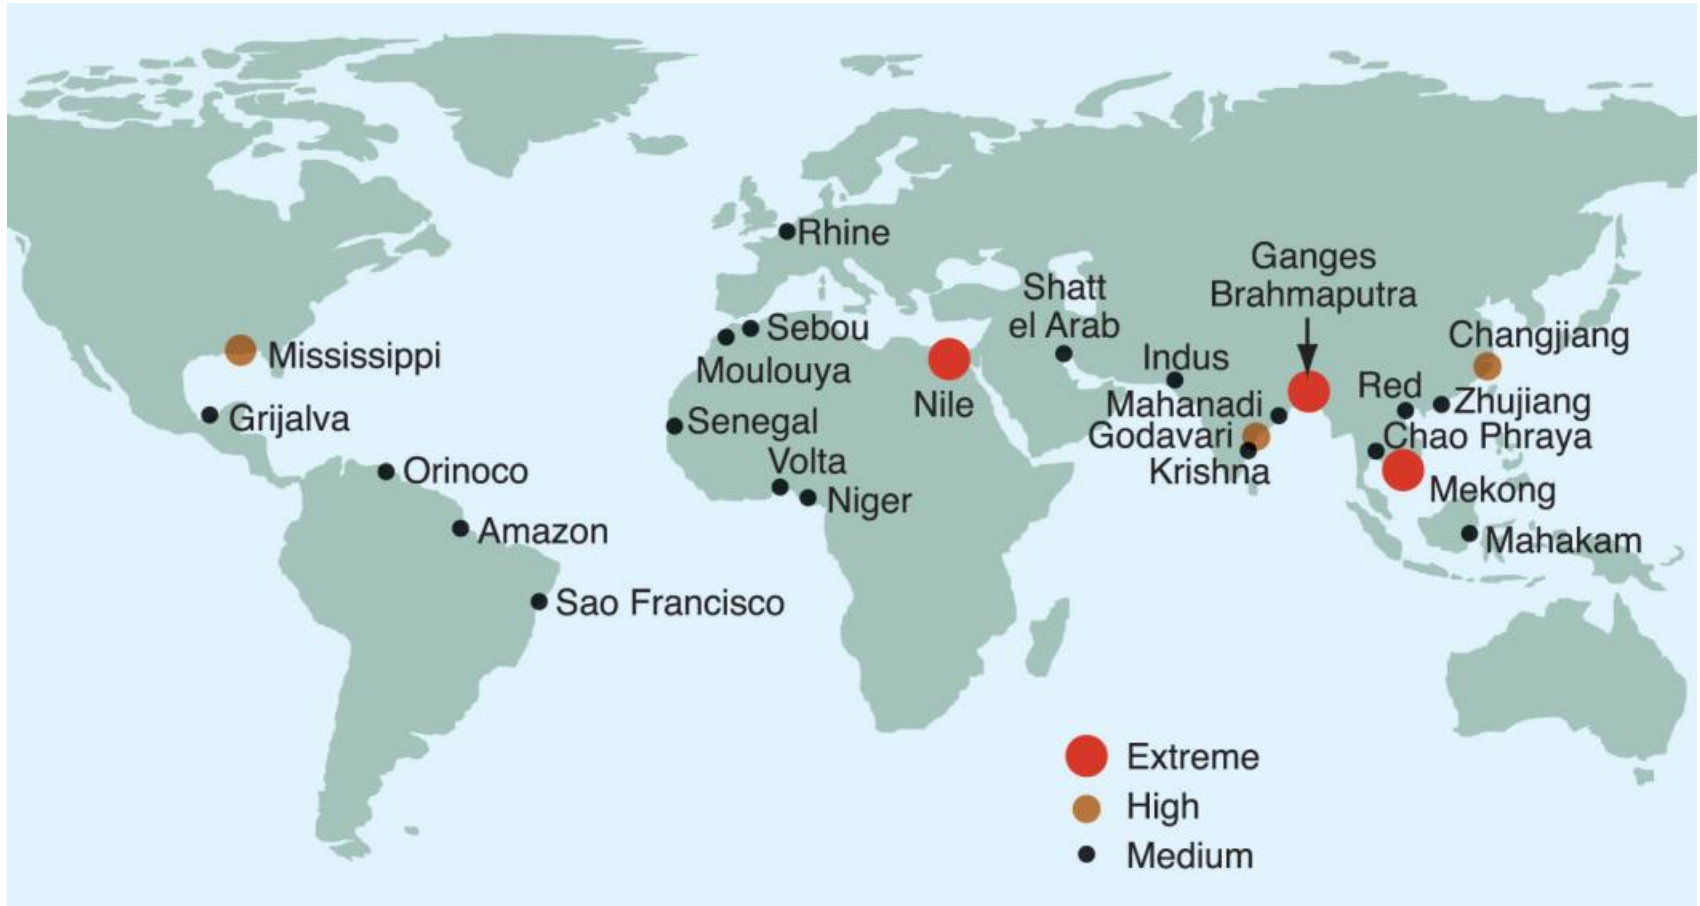 Rhine
Ganges
Brahmaputra
Shatt
el Arab
Sebou
Changjiang
Mississippi
Moulouya
Indus
Red
Nile
Mahanadi
Zhujiang
Grijalva
Senegal
Godavari
Chao Phraya
Volta
Krishna
Orinoco
Niger
Mekong
Amazon
Mahakam
Sao Francisco
Extreme
High
Medium